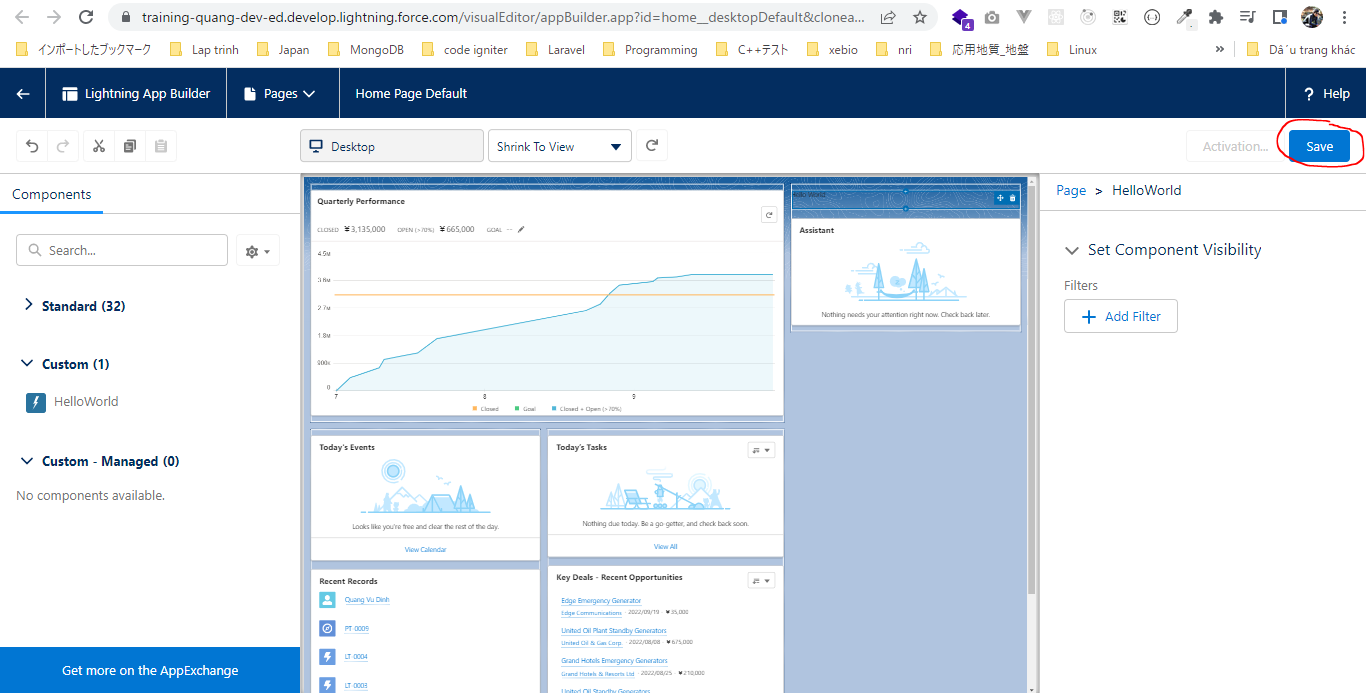 training-quang-dev-ed.develop.lightning.force.com/visualEditor/appBuilder.app?id=home__desktopDefault&clonea...
4
インポートしたブックマーク
Lap trinh
Japan
MongoDB
code igniter
Laravel
Programming
C++テスト
xebio
nri
応用地質_地盤
Linux
»
Dấu trang khác
Lightning App Builder
Pages
Home Page Default
? Help
Desktop
Shrink To View
Activation...
Save
Components
Search...
Standard (32)
Custom (1)
HelloWorld
Custom - Managed (0)
No components available.
Get more on the AppExchange
Quarterly Performance
CLOSED ¥3,135,000 OPEN (>70%) ¥665,000 GOAL --
4.5M
3.6M
2.7M
1.8M
900K
0
7 8 9
Closed Goal Closed + Open (>70%)
Hello World
Assistant
Nothing needs your attention right now. Check back later.
Today's Events
Looks like you're free and clear the rest of the day.
View Calendar
Today's Tasks
Nothing due today. Be a go-getter, and check back soon.
View All
Recent Records
Quang Vu Dinh
PT-0009
LT-0004
LT-0003
Key Deals - Recent Opportunities
Edge Emergency Generator
Edge Communications · 2022/09/19 · ¥35,000
United Oil Plant Standby Generators
United Oil & Gas Corp. · 2022/08/08 · ¥675,000
Grand Hotels Emergency Generators
Grand Hotels & Resorts Ltd · 2022/08/25 · ¥210,000
United Oil Standby Generators
Page > HelloWorld
Set Component Visibility
Filters
Add Filter